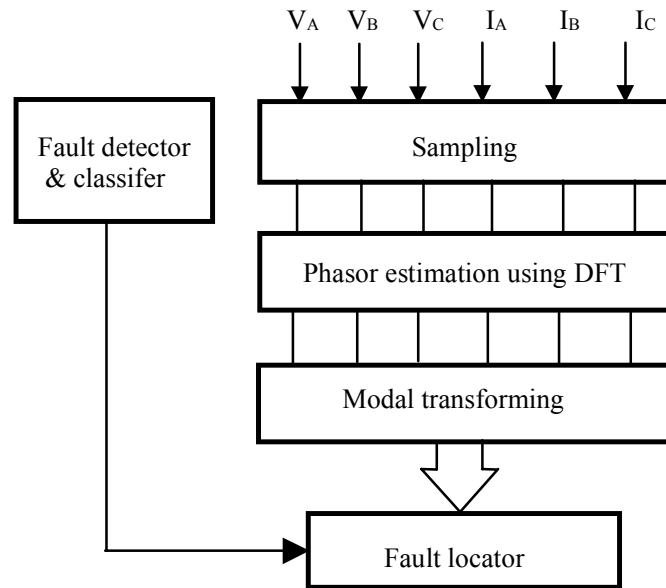 VA VB VC IA IB IC
Sampling
Fault detector
& classifer
Phasor estimation using DFT
Modal transforming
Fault locator